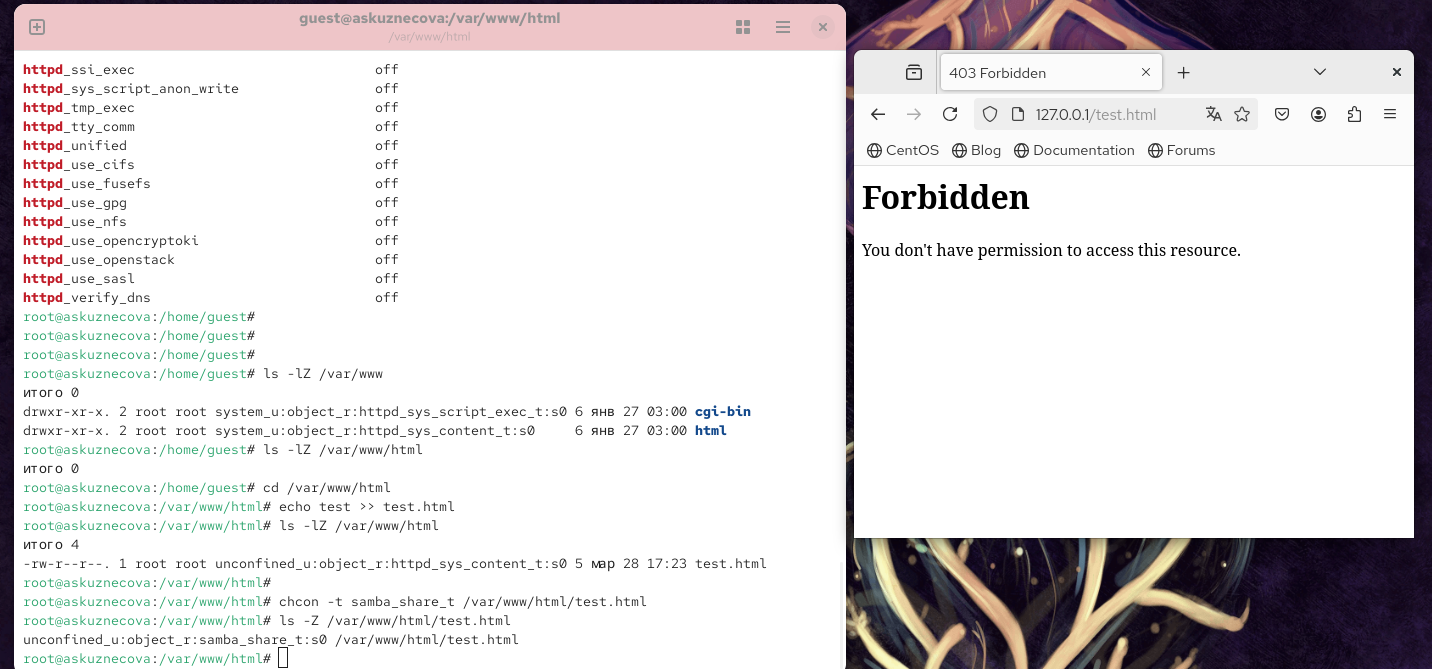 guest@askuznecova:/var/www/html
/var/www/html
httpd_ssi_exec off
httpd_sys_script_anon_write off
httpd_tmp_exec off
httpd_tty_comm off
httpd_unified off
httpd_use_cifs off
httpd_use_fusefs off
httpd_use_gpg off
httpd_use_nfs off
httpd_use_opencryptoki off
httpd_use_openstack off
httpd_use_sasl off
httpd_verify_dns off
root@askuznecova:/home/guest#
root@askuznecova:/home/guest#
root@askuznecova:/home/guest#
root@askuznecova:/home/guest# ls -lZ /var/www
итого 0
drwxr-xr-x. 2 root root system_u:object_r:httpd_sys_script_exec_t:s0 6 янв 27 03:00 cgi-bin
drwxr-xr-x. 2 root root system_u:object_r:httpd_sys_content_t:s0 6 янв 27 03:00 html
root@askuznecova:/home/guest# ls -lZ /var/www/html
итого 0
root@askuznecova:/home/guest# cd /var/www/html
root@askuznecova:/var/www/html# echo test >> test.html
root@askuznecova:/var/www/html# ls -lZ /var/www/html
итого 4
-rw-r--r--. 1 root root unconfined_u:object_r:httpd_sys_content_t:s0 5 мар 28 17:23 test.html
root@askuznecova:/var/www/html#
root@askuznecova:/var/www/html# chcon -t samba_share_t /var/www/html/test.html
root@askuznecova:/var/www/html# ls -Z /var/www/html/test.html
unconfined_u:object_r:samba_share_t:s0 /var/www/html/test.html
root@askuznecova:/var/www/html#
403 Forbidden
127.0.0.1/test.html
CentOS Blog Documentation Forums
Forbidden
You don't have permission to access this resource.